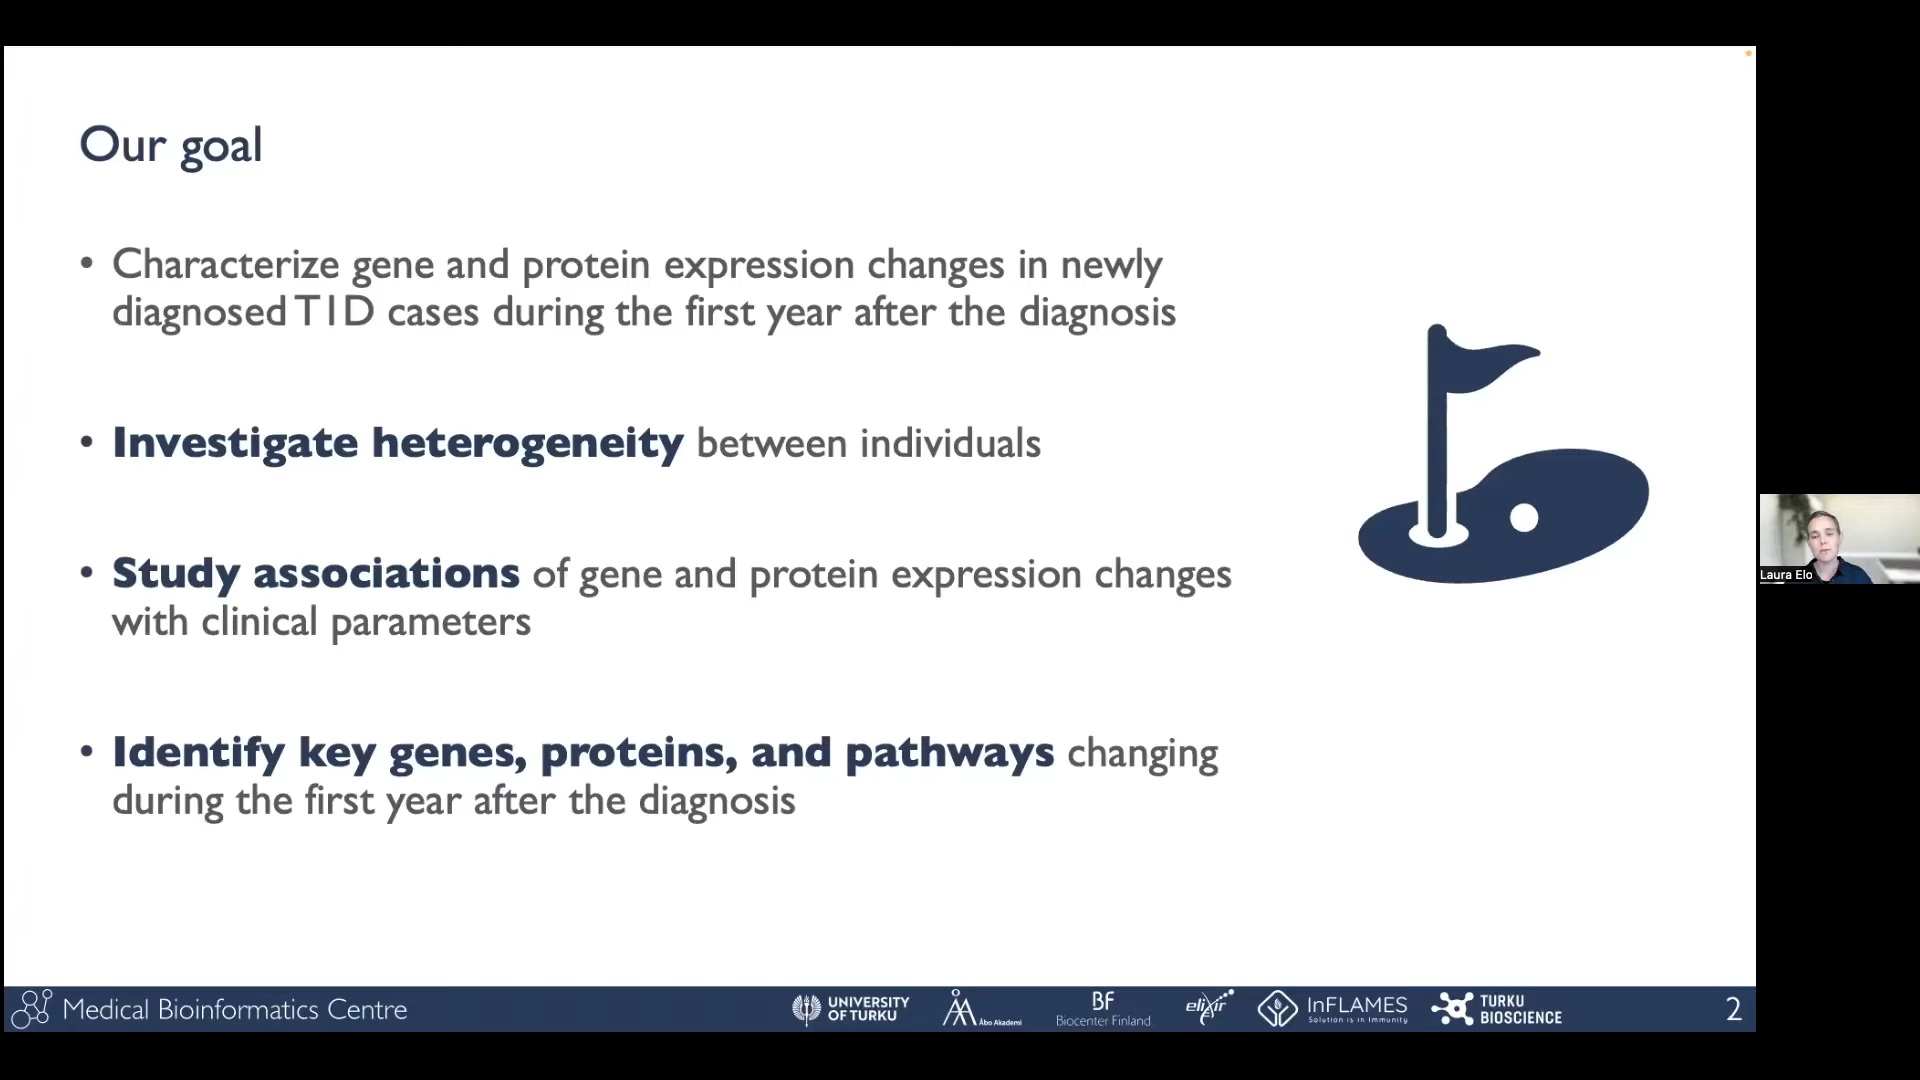 Our goal
• Characterize gene and protein expression changes in newly
diagnosed T1D cases during the first year after the diagnosis
• Investigate heterogeneity between individuals
• Study associations of gene and protein expression changes
with clinical parameters
• Identify key genes, proteins, and pathways changing
during the first year after the diagnosis
Laura Elo
Medical Bioinformatics Centre
UNIVERSITY
OF TURKU
Åbo Akademi
BF
Biocenter Finland
elixir
InFLAMES
Solution is in Immunity
TURKU
BIOSCIENCE
2